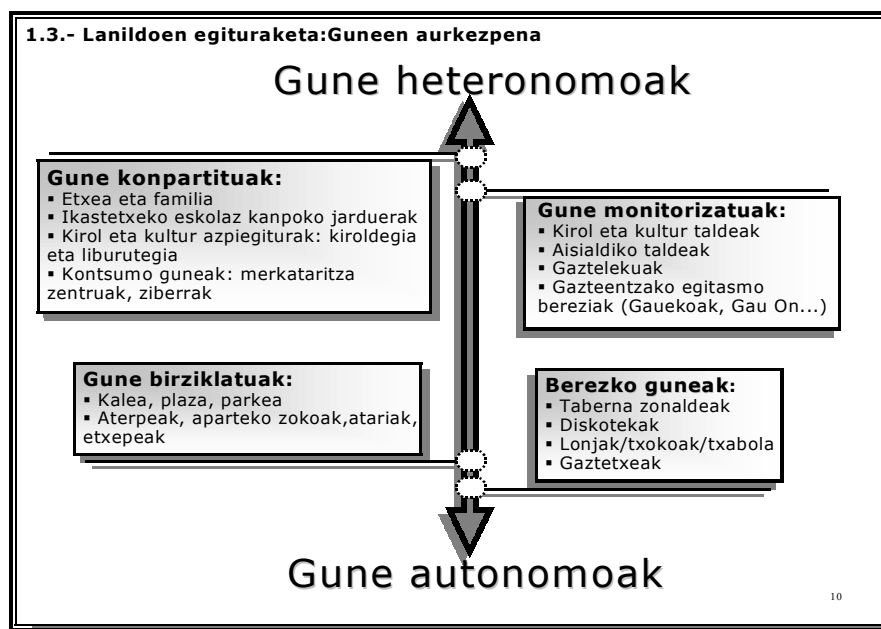 1.3.- Lanildoen egituraketa:Guneen aurkezpena
Gune heteronomoak
Gune konpartituak:
▪ Etxea eta familia
▪ Ikastetxeko eskolaz kanpoko jarduerak
▪ Kirol eta kultur azpiegiturak: kiroldegia
eta liburutegia
▪ Kontsumo guneak: merkataritza
zentruak, ziberrak
Gune monitorizatuak:
▪ Kirol eta kultur taldeak
▪ Aisialdiko taldeak
▪ Gaztelekuak
▪ Gazteentzako egitasmo
bereziak (Gauekoak, Gau On...)
Gune birziklatuak:
▪ Kalea, plaza, parkea
▪ Aterpeak, aparteko zokoak,atariak,
etxepeak
Berezko guneak:
▪ Taberna zonaldeak
▪ Diskotekak
▪ Lonjak/txokoak/txabola
▪ Gaztetxeak
Gune autonomoak
10